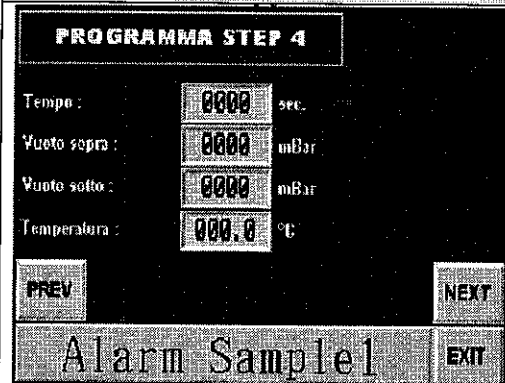 PROGRAMMA STEP 4
Tempo : 0000 sec.
Vuoto sopra : 0000 mBar
Vuoto sotto : 0000 mBar
Temperatura : 000.0 °C
PREV NEXT
Alarm Sample1 EXIT